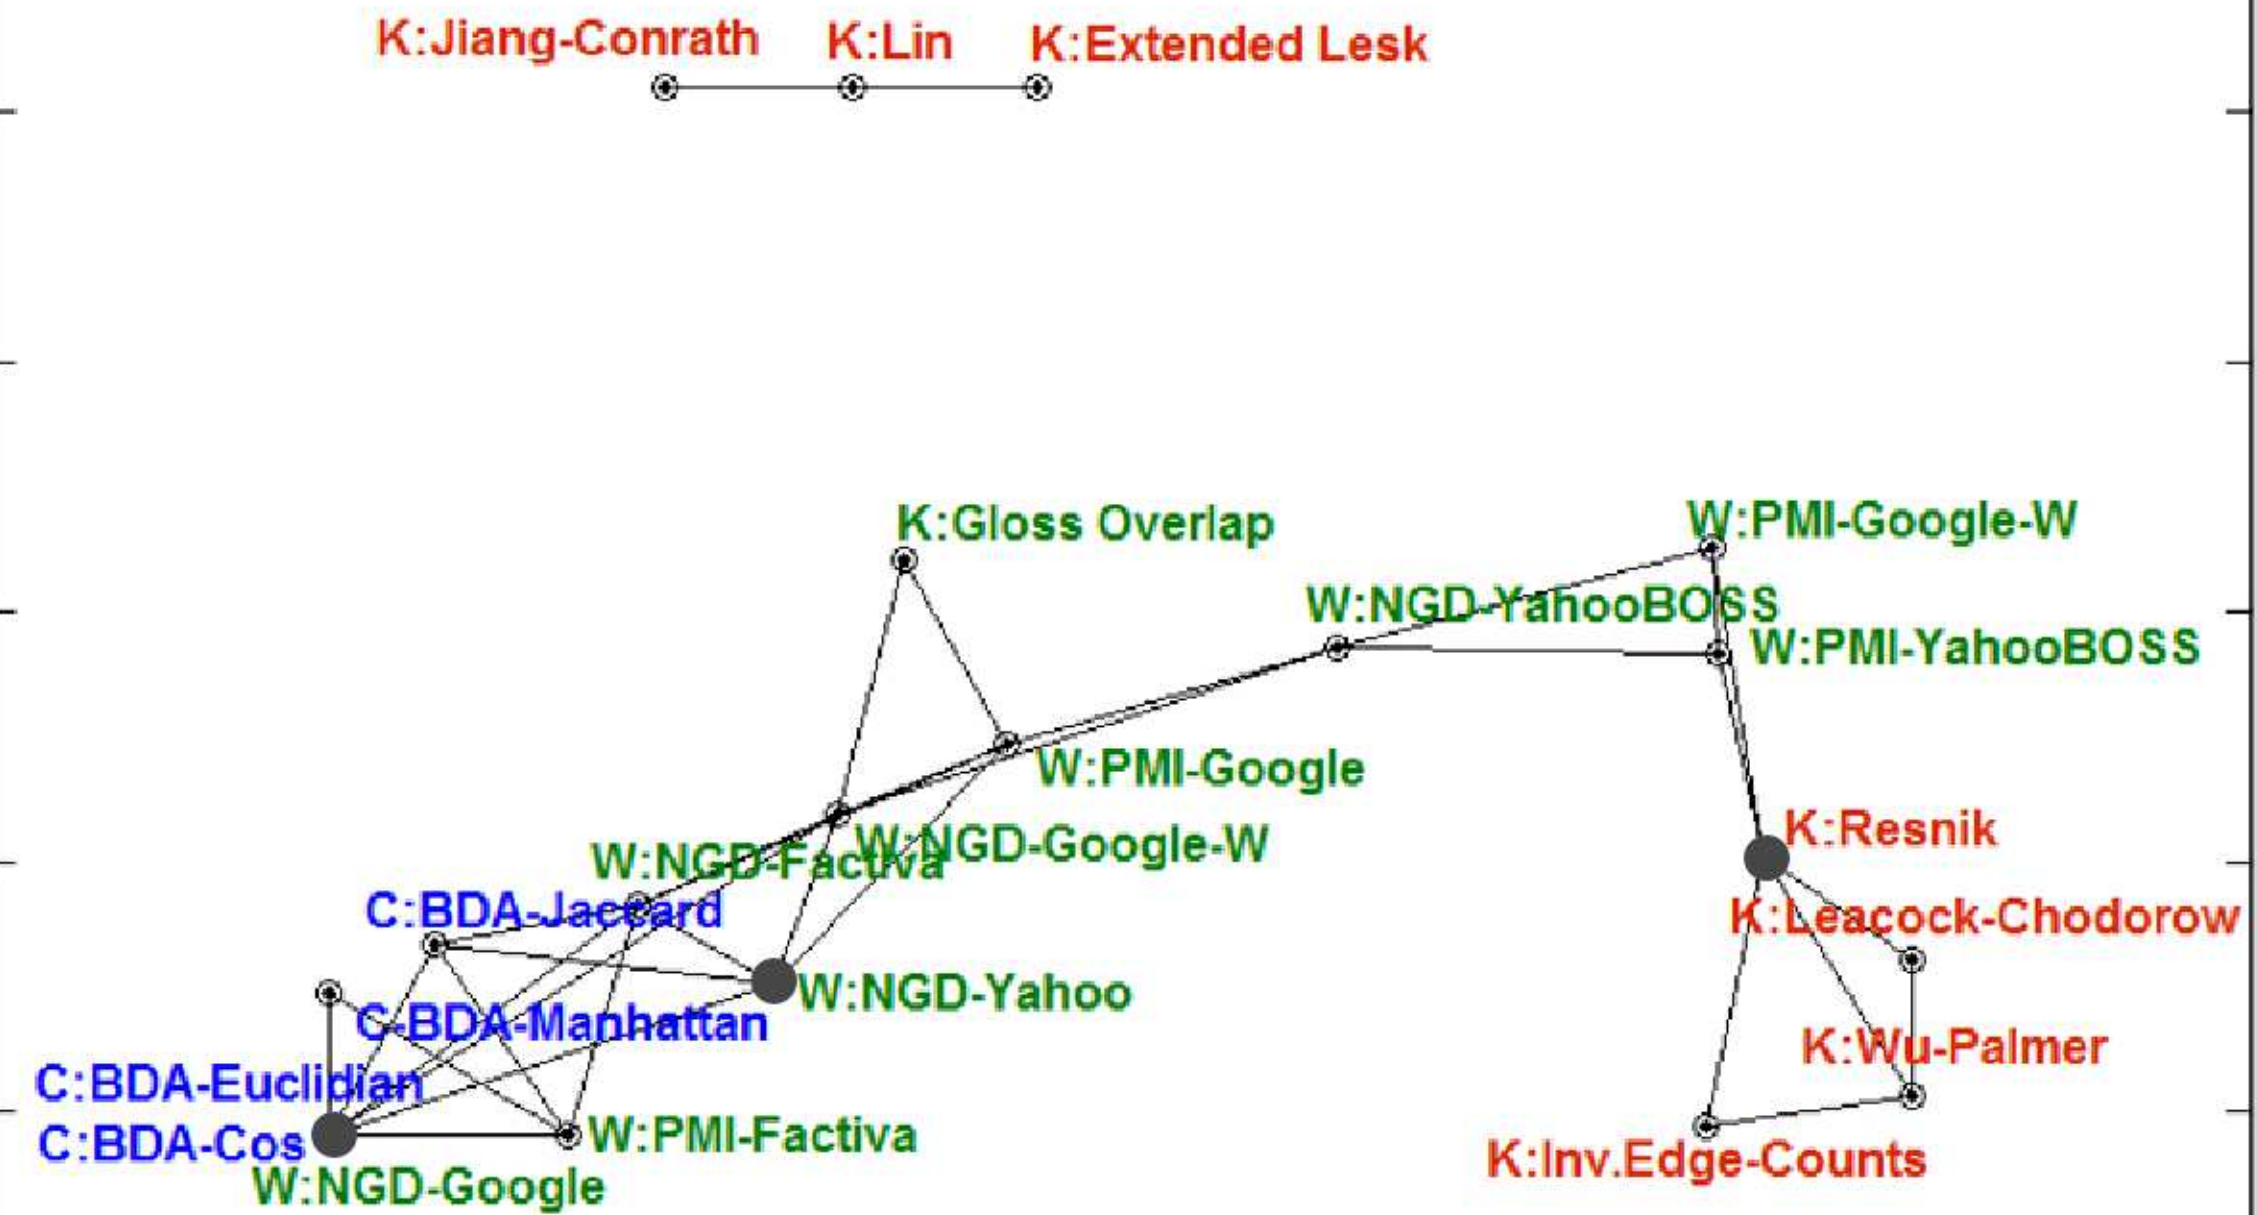 K:Jiang-Conrath K:Lin K:Extended Lesk
K:Gloss Overlap
W:PMI-Google-W
W:NGD-YahooBOSS
W:PMI-YahooBOSS
W:PMI-Google
K:Resnik
W:NGD-Google-W
W:NGD-Factiva
C:BDA-Jaccard
K:Leacock-Chodorow
W:NGD-Yahoo
C-BDA-Manhattan
K:Wu-Palmer
C:BDA-Euclidian
C:BDA-Cos
W:PMI-Factiva
K:Inv.Edge-Counts
W:NGD-Google